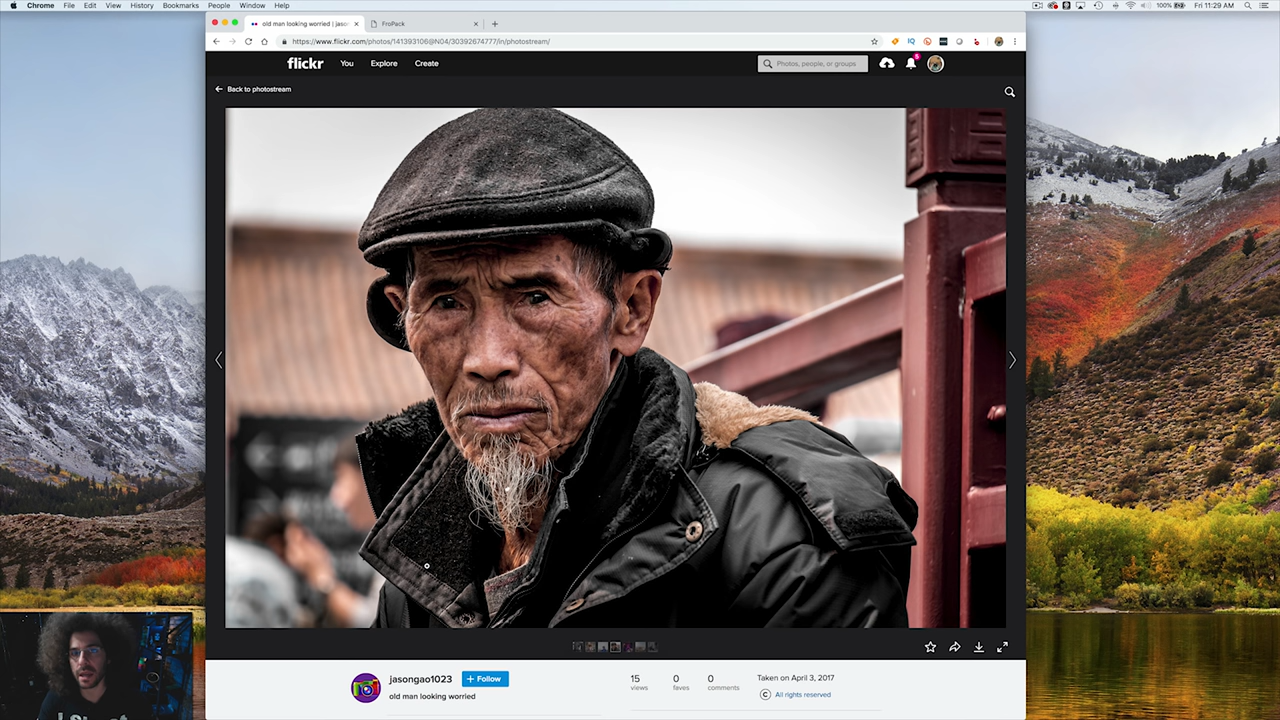 Chrome File Edit View History Bookmarks People Window Help
100% Fri 11:29 AM
old man looking worried | jason
FroPack
https://www.flickr.com/photos/141393106@N04/30392674777/in/photostream/
flickr You Explore Create
Photos, people, or groups
Back to photostream
jasongao1023
+ Follow
old man looking worried
15
views
0
faves
0
comments
Taken on April 3, 2017
All rights reserved